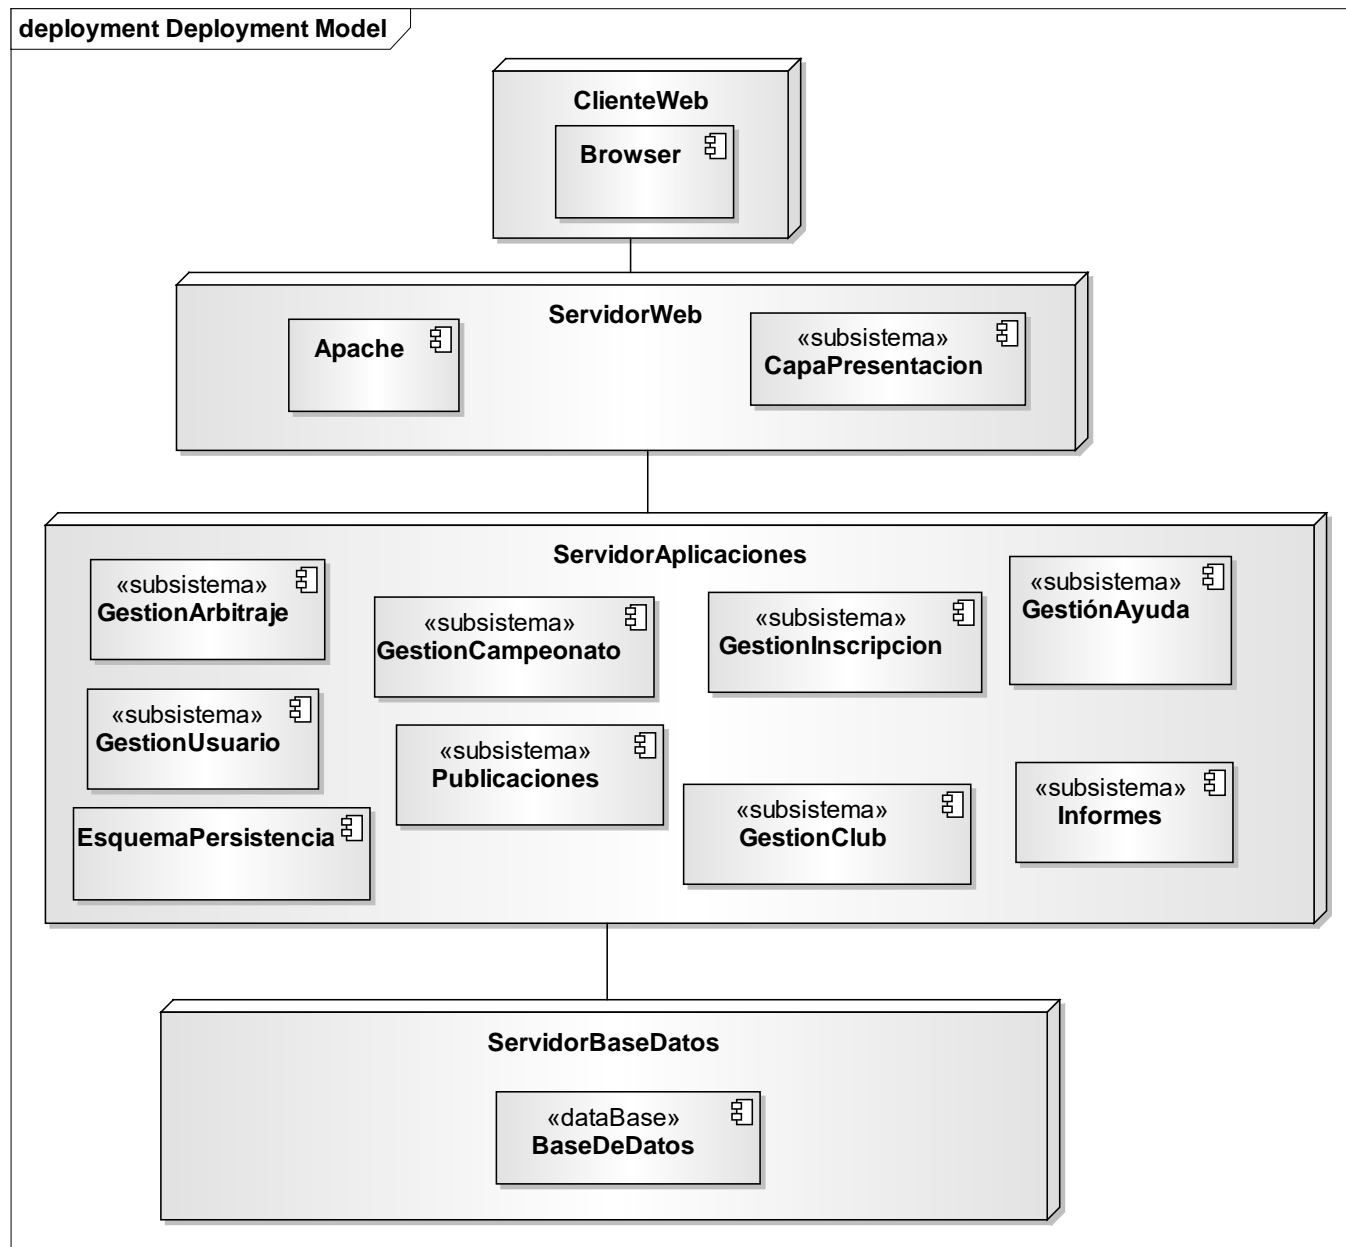 deployment Deployment Model
ClienteWeb
Browser
ServidorWeb
Apache
«subsistema»
CapaPresentacion
ServidorAplicaciones
«subsistema»
GestionArbitraje
«subsistema»
GestionCampeonato
«subsistema»
GestionInscripcion
«subsistema»
GestiónAyuda
«subsistema»
GestionUsuario
«subsistema»
Publicaciones
«subsistema»
GestionClub
«subsistema»
Informes
EsquemaPersistencia
ServidorBaseDatos
«dataBase»
BaseDeDatos